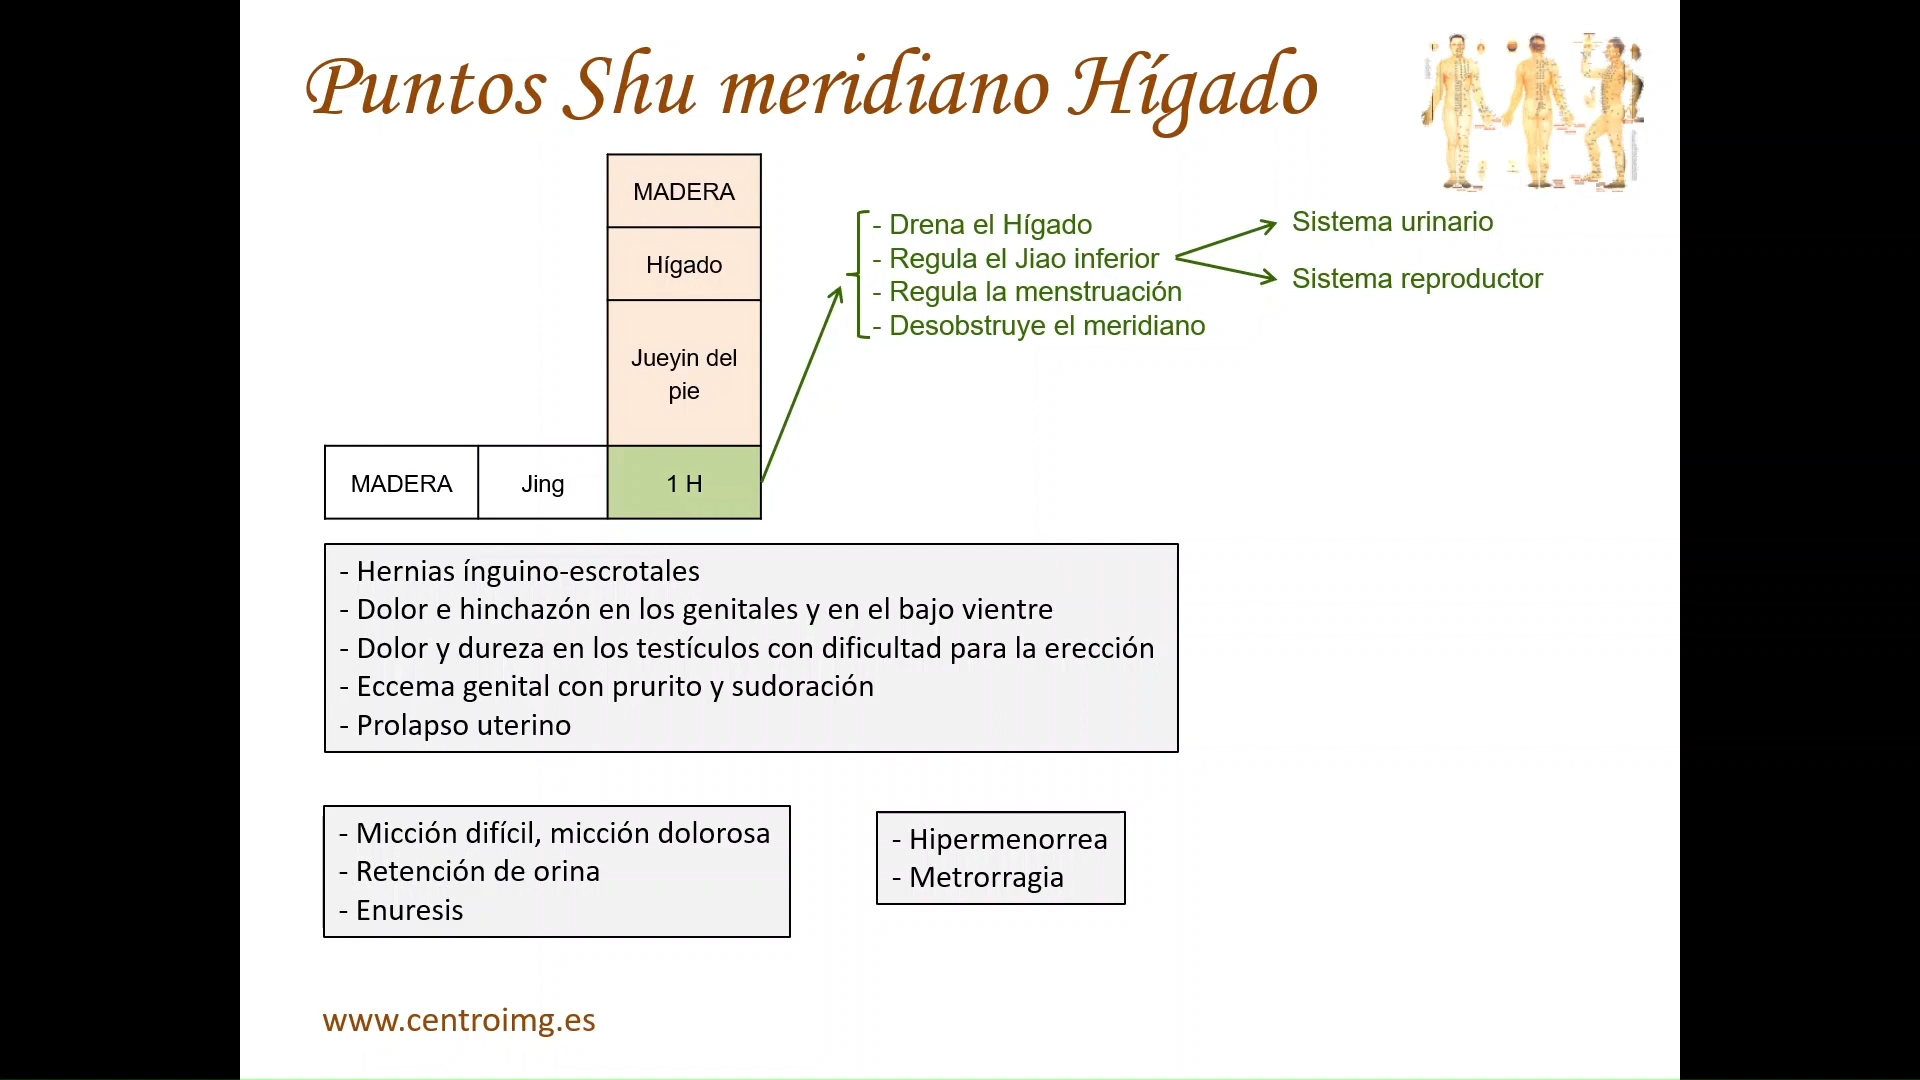 Puntos Shu meridiano Hígado
MADERA
Hígado
Jueyin del
pie
MADERA
Jing
1 H
- Drena el Hígado
- Regula el Jiao inferior
- Regula la menstruación
- Desobstruye el meridiano
Sistema urinario
Sistema reproductor
- Hernias ínguino-escrotales
- Dolor e hinchazón en los genitales y en el bajo vientre
- Dolor y dureza en los testículos con dificultad para la erección
- Eccema genital con prurito y sudoración
- Prolapso uterino
- Micción difícil, micción dolorosa
- Retención de orina
- Enuresis
- Hipermenorrea
- Metrorragia
www.centroimg.es